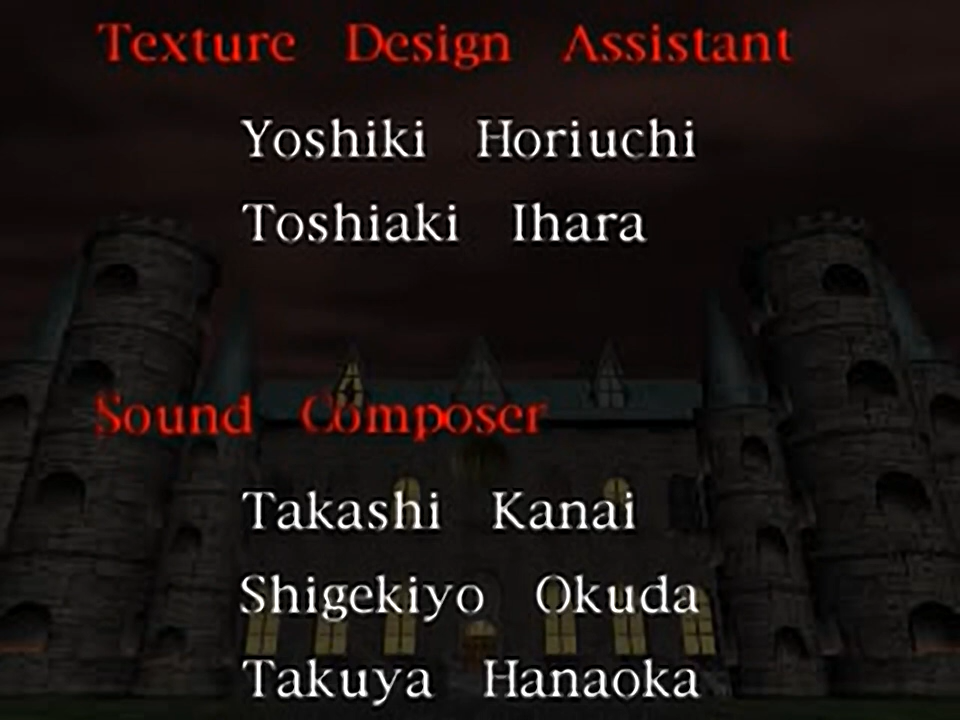 Texture Design Assistant
Yoshiki Horiuchi
Toshiaki Ihara
Sound Composer
Takashi Kanai
Shigekiyo Okuda
Takuya Hanaoka